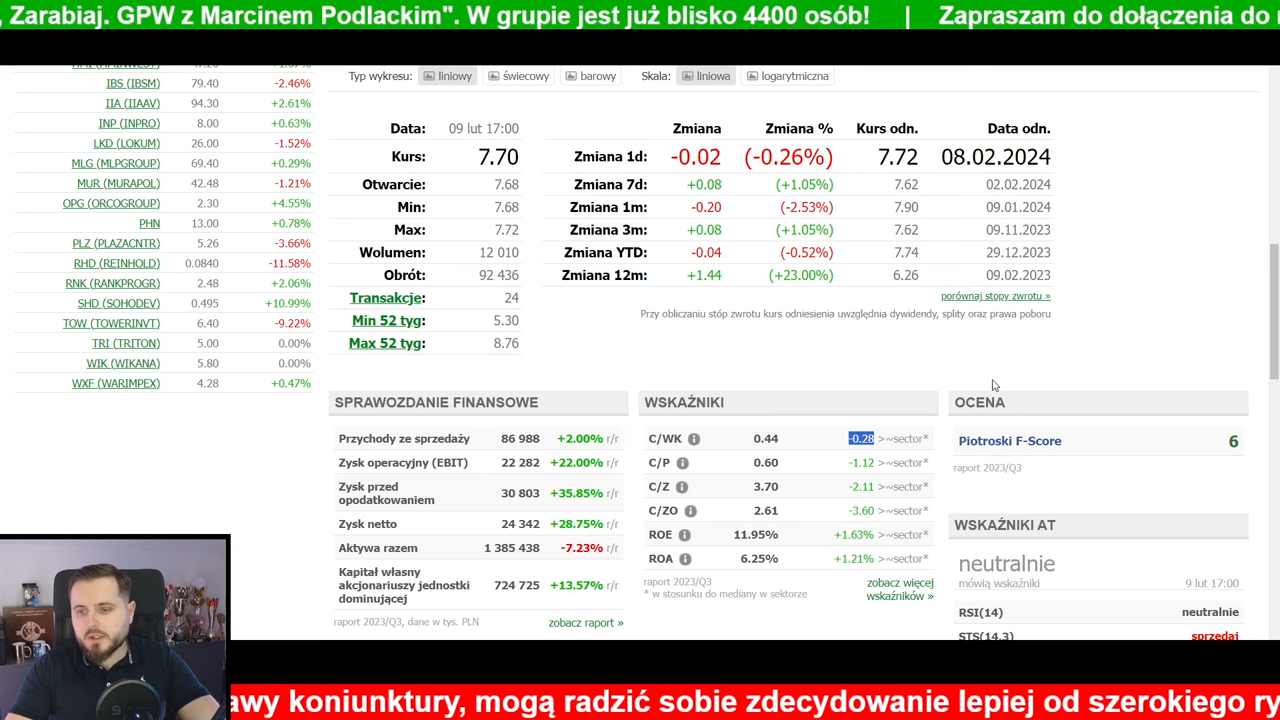 , Zarabiaj. GPW z Marcinem Podlackim". W grupie jest już blisko 4400 osób! | Zapraszam do dołączenia do
IBS (IBSM) 79.40 -2.46%
IIA (IIAAV) 94.30 +2.61%
INP (INPRO) 8.00 +0.63%
LKD (LOKUM) 26.00 -1.52%
MLG (MLPGROUP) 69.40 +0.29%
MUR (MURAPOL) 42.48 -1.21%
OPG (ORCOGROUP) 2.30 +4.55%
PHN 13.00 +0.78%
PLZ (PLAZACNTR) 5.26 -3.66%
RHD (REINHOLD) 0.0840 -11.58%
RNK (RANKPROGR) 2.48 +2.06%
SHD (SOHODEV) 0.495 +10.99%
TOW (TOWERINVT) 6.40 -9.22%
TRI (TRITON) 5.00 0.00%
WIK (WIKANA) 5.80 0.00%
WXF (WARIMPEX) 4.28 +0.47%
Typ wykresu: liniowy świecowy barowy Skala: liniowa logarytmiczna
Data: 09 lut 17:00
Kurs: 7.70
Otwarcie: 7.68
Min: 7.68
Max: 7.72
Wolumen: 12 010
Obrót: 92 436
Transakcje: 24
Min 52 tyg: 5.30
Max 52 tyg: 8.76
Zmiana Zmiana % Kurs odn. Data odn.
Zmiana 1d: -0.02 (-0.26%) 7.72 08.02.2024
Zmiana 7d: +0.08 (+1.05%) 7.62 02.02.2024
Zmiana 1m: -0.20 (-2.53%) 7.90 09.01.2024
Zmiana 3m: +0.08 (+1.05%) 7.62 09.11.2023
Zmiana YTD: -0.04 (-0.52%) 7.74 29.12.2023
Zmiana 12m: +1.44 (+23.00%) 6.26 09.02.2023
porównaj stopy zwrotu »
Przy obliczaniu stóp zwrotu kurs odniesienia uwzględnia dywidendy, splity oraz prawa poboru
SPRAWOZDANIE FINANSOWE
Przychody ze sprzedaży 86 988 +2.00% r/r
Zysk operacyjny (EBIT) 22 282 +22.00% r/r
Zysk przed
opodatkowaniem 30 803 +35.85% r/r
Zysk netto 24 342 +28.75% r/r
Aktywa razem 1 385 438 -7.23% r/r
Kapitał własny
akcjonariuszy jednostki 724 725 +13.57% r/r
dominującej
raport 2023/Q3, dane w tys. PLN zobacz raport »
WSKAŹNIKI
C/WK 0.44 -0.28 >~sector*
C/P 0.60 -1.12 >~sector*
C/Z 3.70 -2.11 >~sector*
C/ZO 2.61 -3.60 >~sector*
ROE 11.95% +1.63% >~sector*
ROA 6.25% +1.21% >~sector*
raport 2023/Q3 zobacz więcej
* w stosunku do mediany w sektorze wskaźników »
OCENA
Piotroski F-Score 6
raport 2023/Q3
WSKAŹNIKI AT
neutralnie
mówią wskaźniki 9 lut 17:00
RSI(14) neutralnie
STS(14.3) sprzedaj
awy koniunktury, mogą radzić sobie zdecydowanie lepiej od szerokiego ry